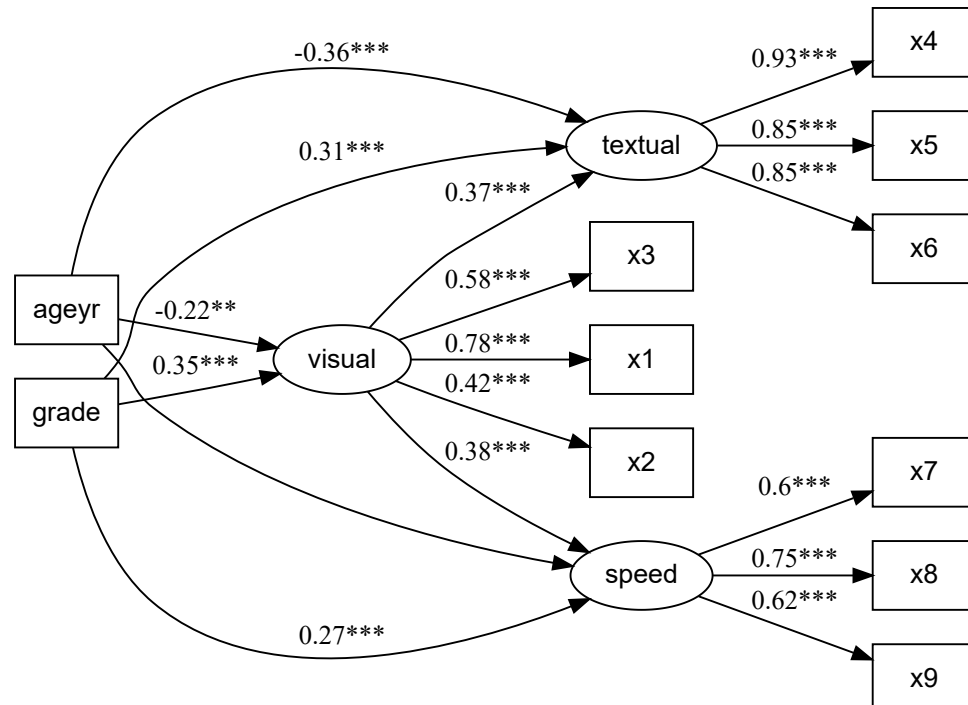 x4
-0.36***
0.93***
0.31***
textual
0.85***
x5
0.85***
0.37***
x6
x3
0.58***
ageyr
-0.22**
0.35***
visual
0.78***
x1
0.42***
grade
0.38***
x2
0.6***
x7
speed
0.75***
x8
0.62***
0.27***
x9